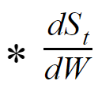 * dS_t / dW